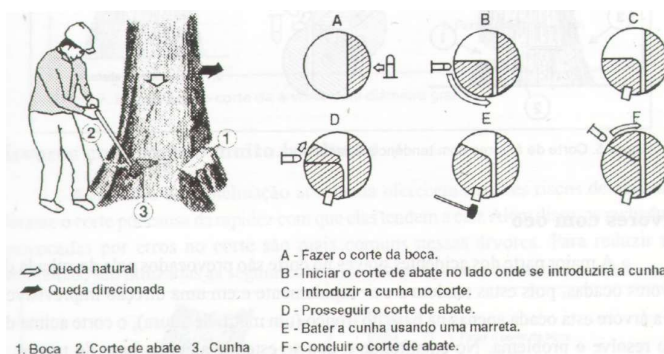 A
B
C
D
E
F
1
2
3
Queda natural
Queda direcionada
1. Boca 2. Corte de abate 3. Cunha
A - Fazer o corte da boca.
B - Iniciar o corte de abate no lado onde se introduzirá a cunha
C - Introduzir a cunha no corte.
D - Prosseguir o corte de abate.
E - Bater a cunha usando uma marreta.
F - Concluir o corte de abate.